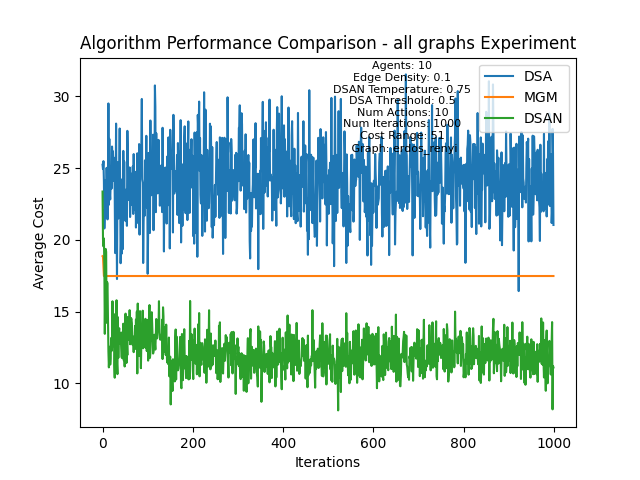 Algorithm Performance Comparison - all graphs Experiment
Agents: 10
Edge Density: 0.1
DSAN Temperature: 0.75
DSA Threshold: 0.5
Num Actions: 10
Num Iterations: 1000
Cost Range: 51
Graph: erdos_renyi
DSA
MGM
DSAN
Average Cost
30
25
20
15
10
0
200
400
600
800
1000
Iterations